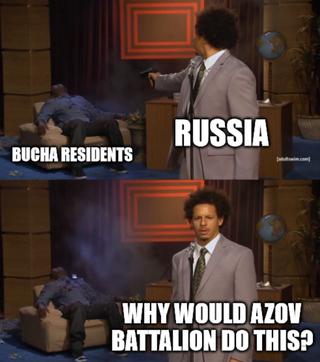 RUSSIA
BUCHA RESIDENTS
[adultswim.com]
WHY WOULD AZOV
BATTALION DO THIS?